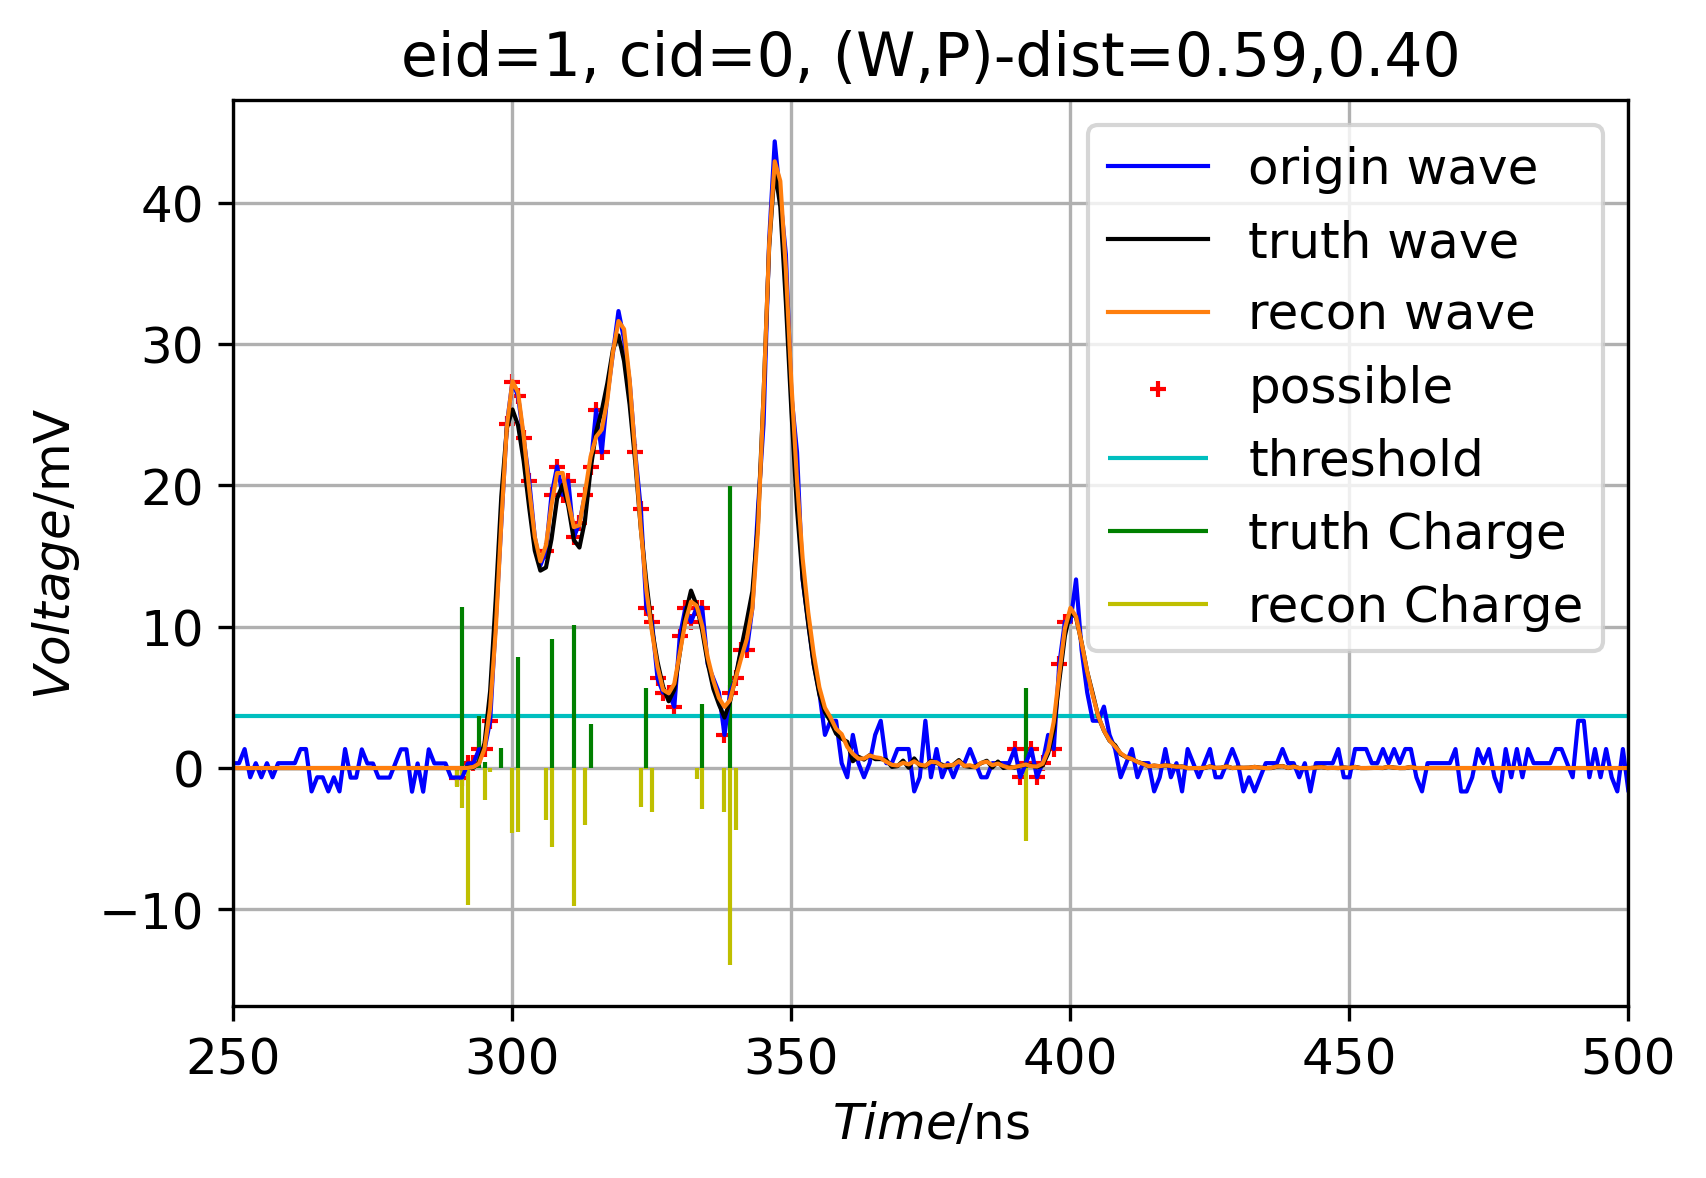 eid=1, cid=0, (W,P)-dist=0.59,0.40
Voltage/mV
40
30
20
10
0
−10
origin wave
truth wave
recon wave
possible
threshold
truth Charge
recon Charge
250 300 350 400 450 500
Time/ns